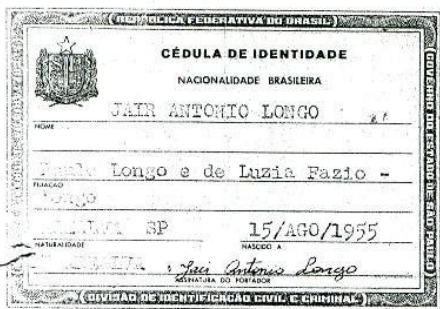 (REPÚBLICA FEDERATIVA DO BRASIL)
CÉDULA DE IDENTIDADE
NACIONALIDADE BRASILEIRA
JAIR ANTONIO LONGO
NOME
Longo e de Luzia Fazio -
FILIAÇÃO
Longo
SP 15/AGO/1955
NATURALIDADE NASCIDO A
Jair Antonio Longo
ASSINATURA DO PORTADOR
(DIVISÃO DE IDENTIFICAÇÃO CIVIL E CRIMINAL)
(GOVERNO DO ESTADO DE SÃO PAULO)